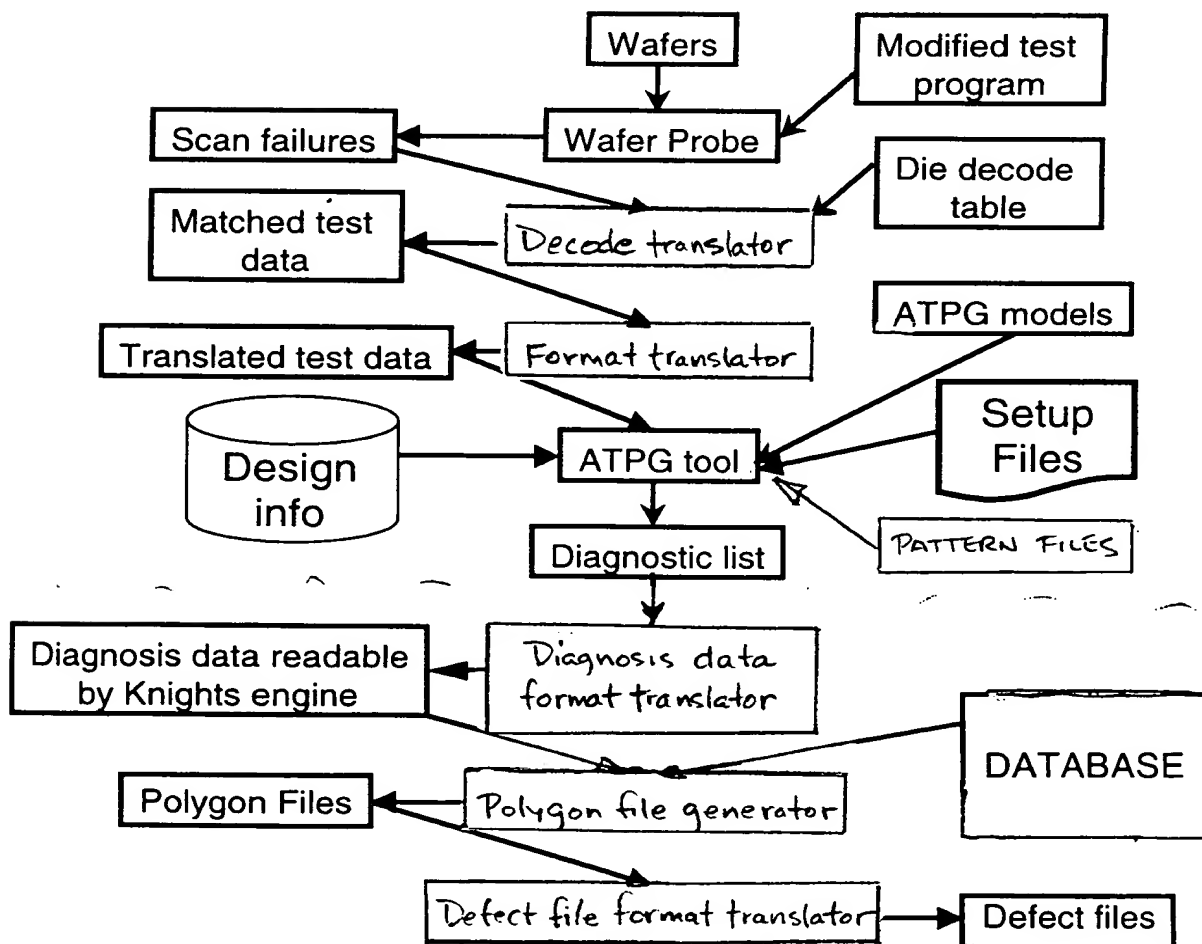 Wafers
Modified test
program
Scan failures
Wafer Probe
Die decode
table
Matched test
data
Decode translator
ATPG models
Translated test data
Format translator
Setup
Files
Design
info
ATPG tool
PATTERN FILES
Diagnostic list
Diagnosis data readable
by Knights engine
Diagnosis data
format translator
DATABASE
Polygon Files
Polygon file generator
Defect file format translator
Defect files